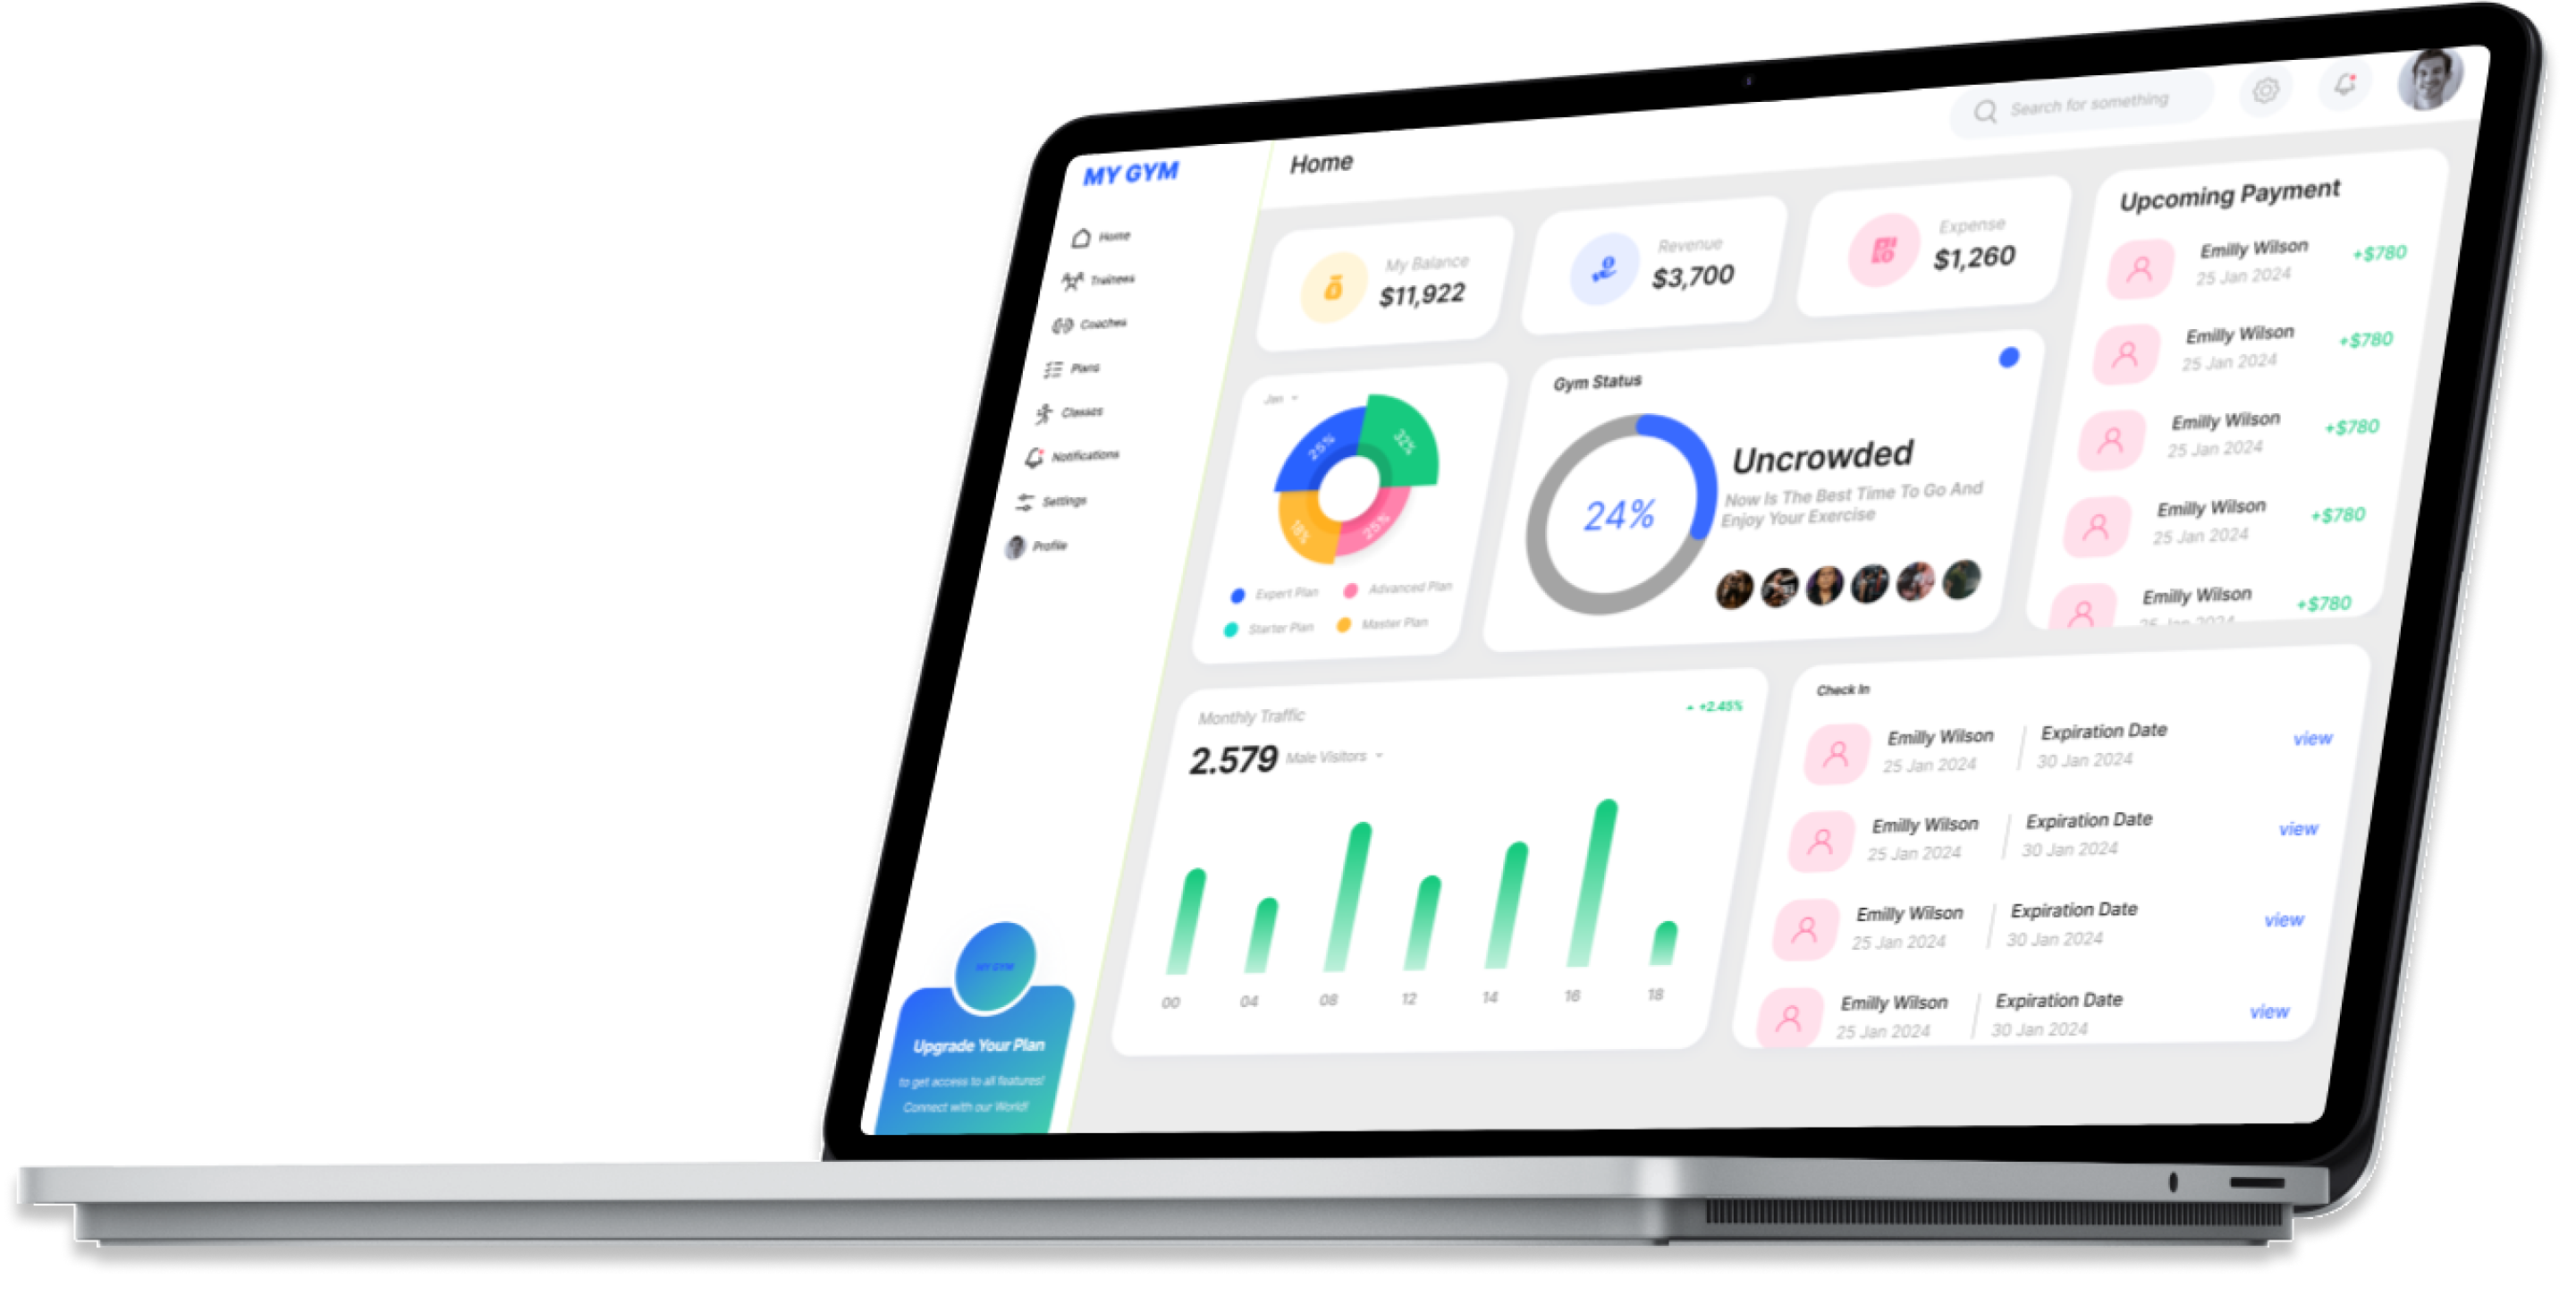 MY GYM
Home
Trainees
Coaches
Plans
Classes
Notifications
Settings
Profile
MY GYM
Upgrade Your Plan
to get access to all features!
Connect with our World!
Home
Search for something
My Balance
$11,922
Revenue
$3,700
Expense
$1,260
Jan
25%
32%
18%
25%
Expert Plan
Advanced Plan
Starter Plan
Master Plan
Gym Status
24%
Uncrowded
Now Is The Best Time To Go And
Enjoy Your Exercise
Upcoming Payment
Emilly Wilson
25 Jan 2024
+$780
Emilly Wilson
25 Jan 2024
+$780
Emilly Wilson
25 Jan 2024
+$780
Emilly Wilson
25 Jan 2024
+$780
Emilly Wilson
25 Jan 2024
+$780
Monthly Traffic
+2.45%
2.579 Male Visitors
00 04 08 12 14 16 18
Check In
Emilly Wilson
25 Jan 2024
Expiration Date
30 Jan 2024
view
Emilly Wilson
25 Jan 2024
Expiration Date
30 Jan 2024
view
Emilly Wilson
25 Jan 2024
Expiration Date
30 Jan 2024
view
Emilly Wilson
25 Jan 2024
Expiration Date
30 Jan 2024
view